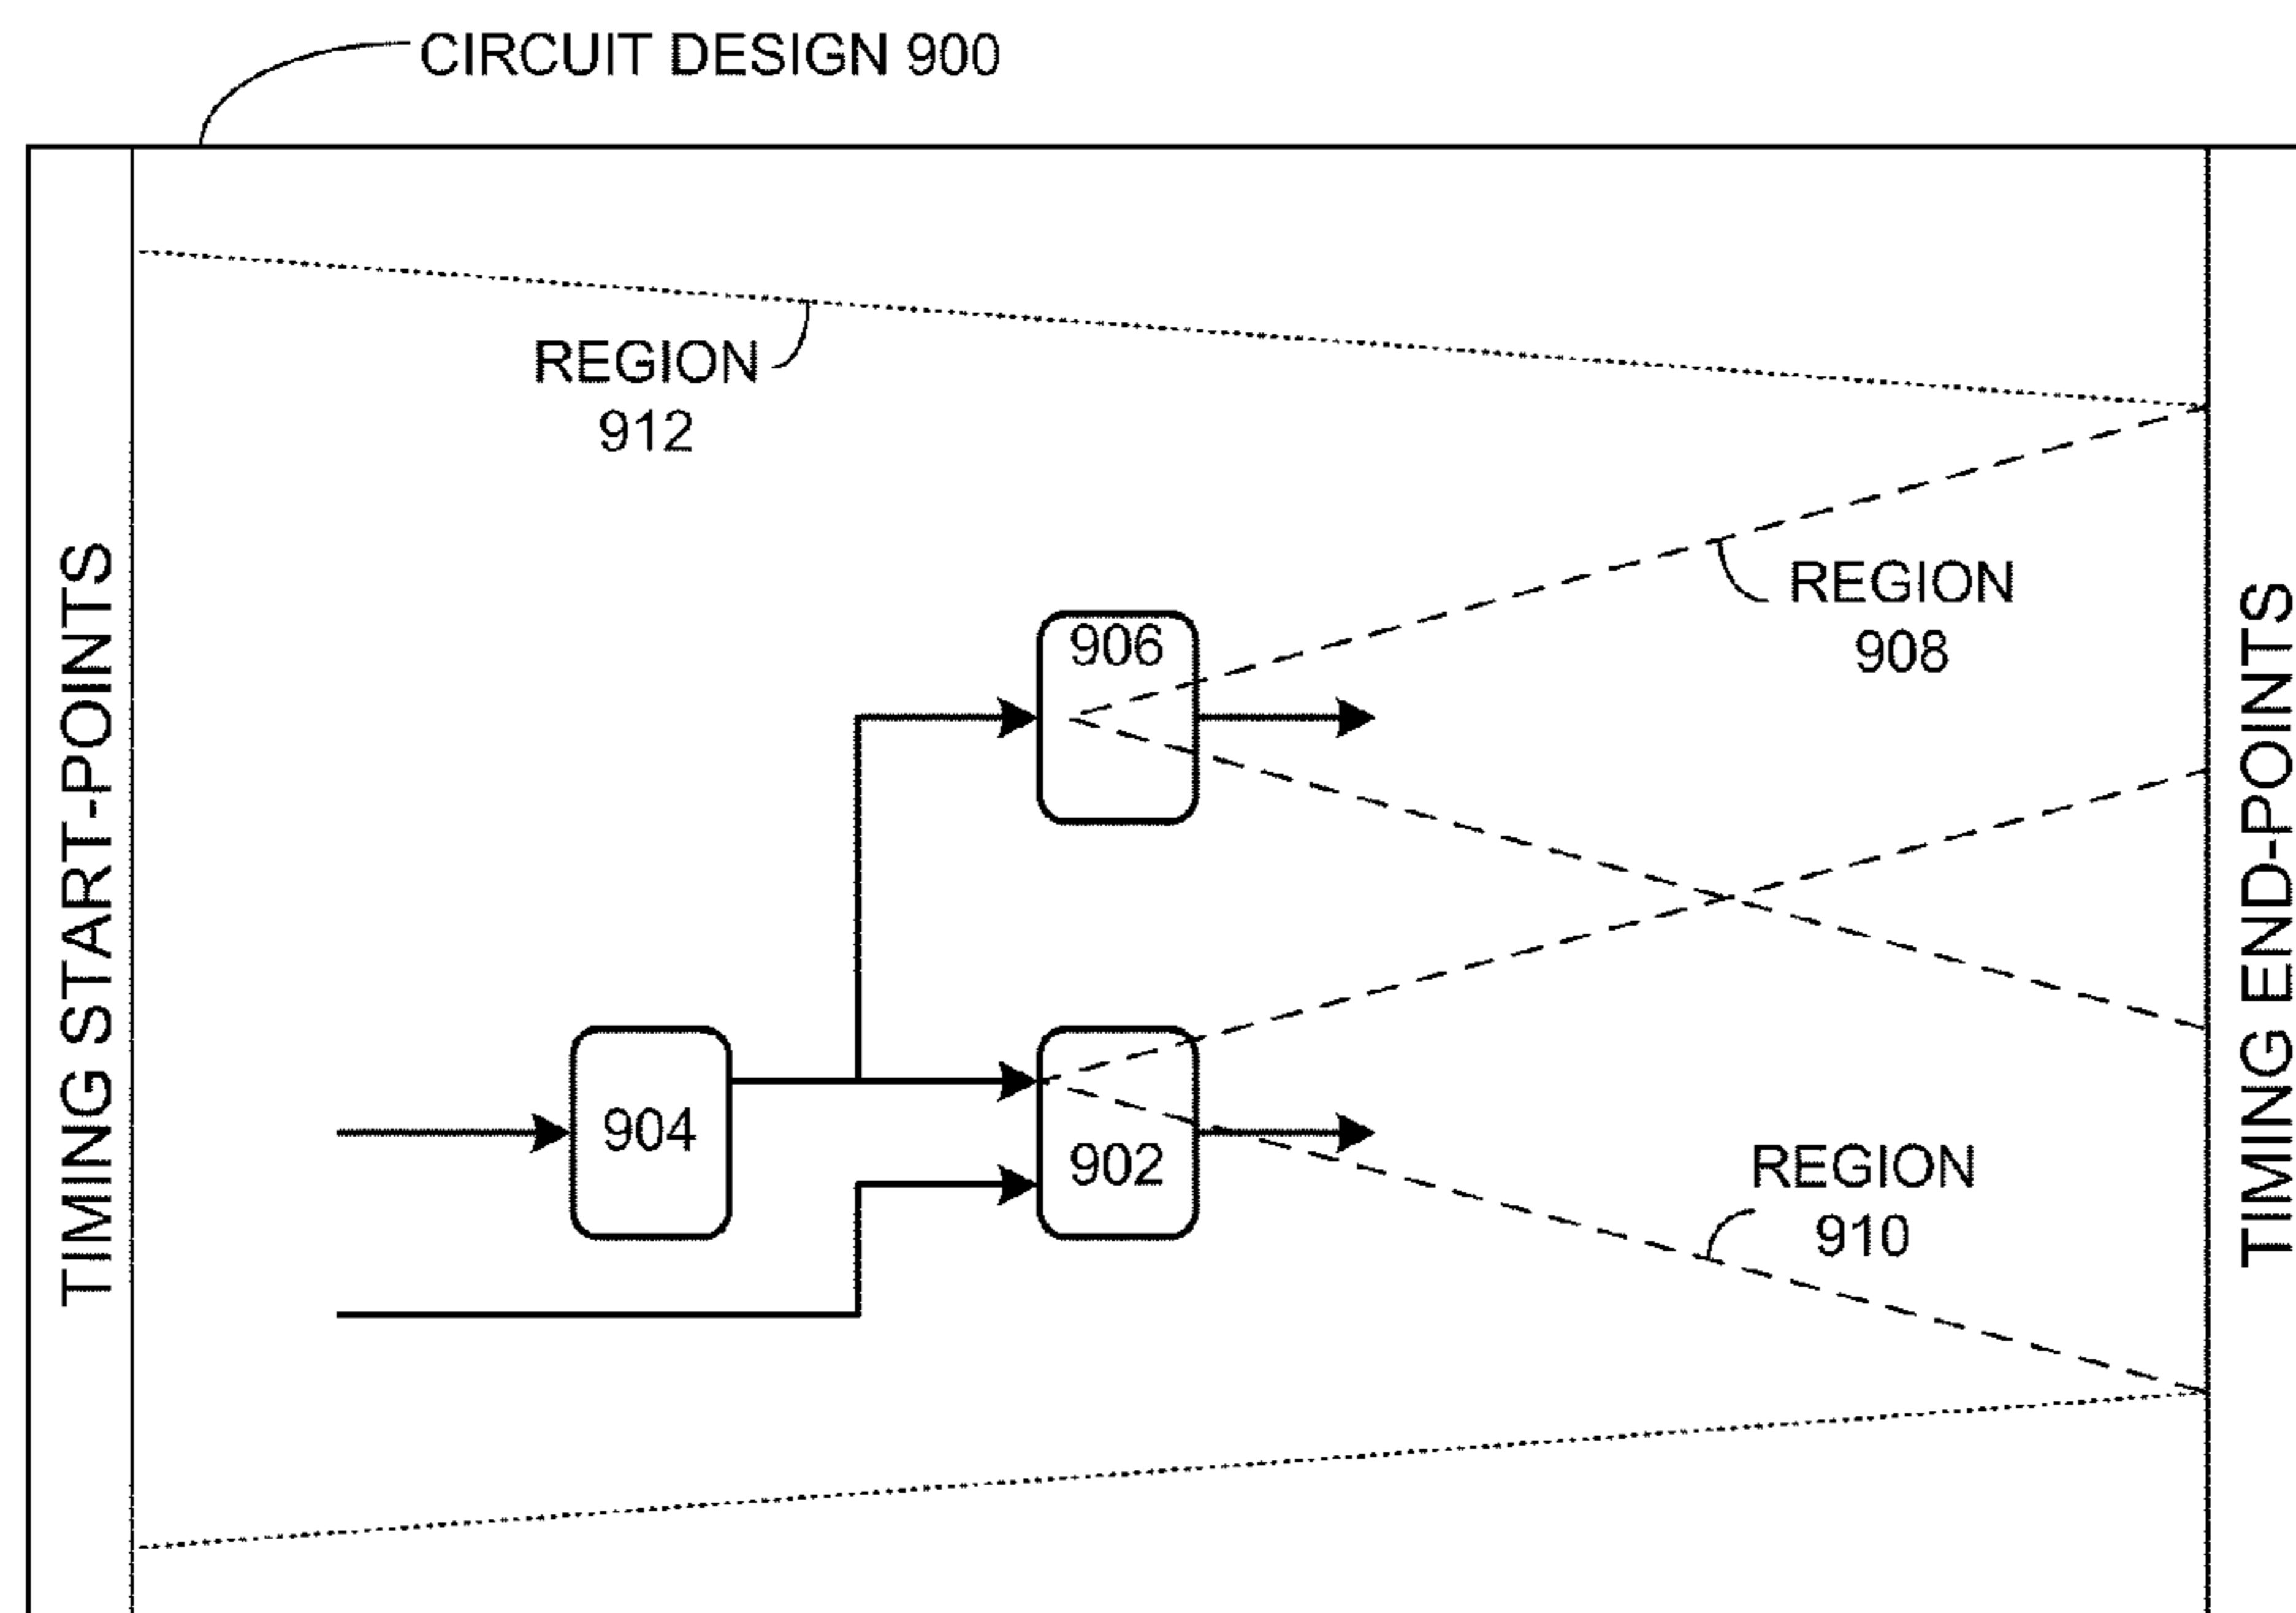 CIRCUIT DESIGN 900
TIMING START-POINTS
REGION
912
906
REGION
908
904
902
REGION
910
TIMING END-POINTS